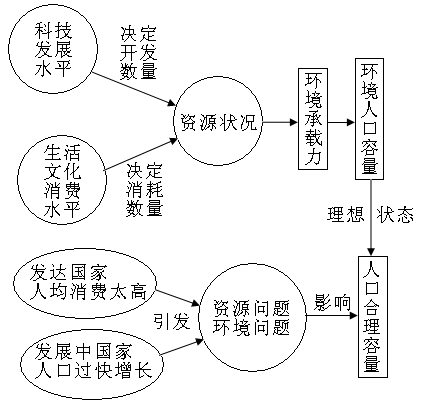 科技
发展
水平
决定
开发
数量
资源状况
环境承载力
环境人口容量
生活
文化
消费
水平
决定
消耗
数量
理想 状态
发达国家
人均消费太高
引发
资源问题
环境问题
影响
人口合理容量
发展中国家
人口过快增长